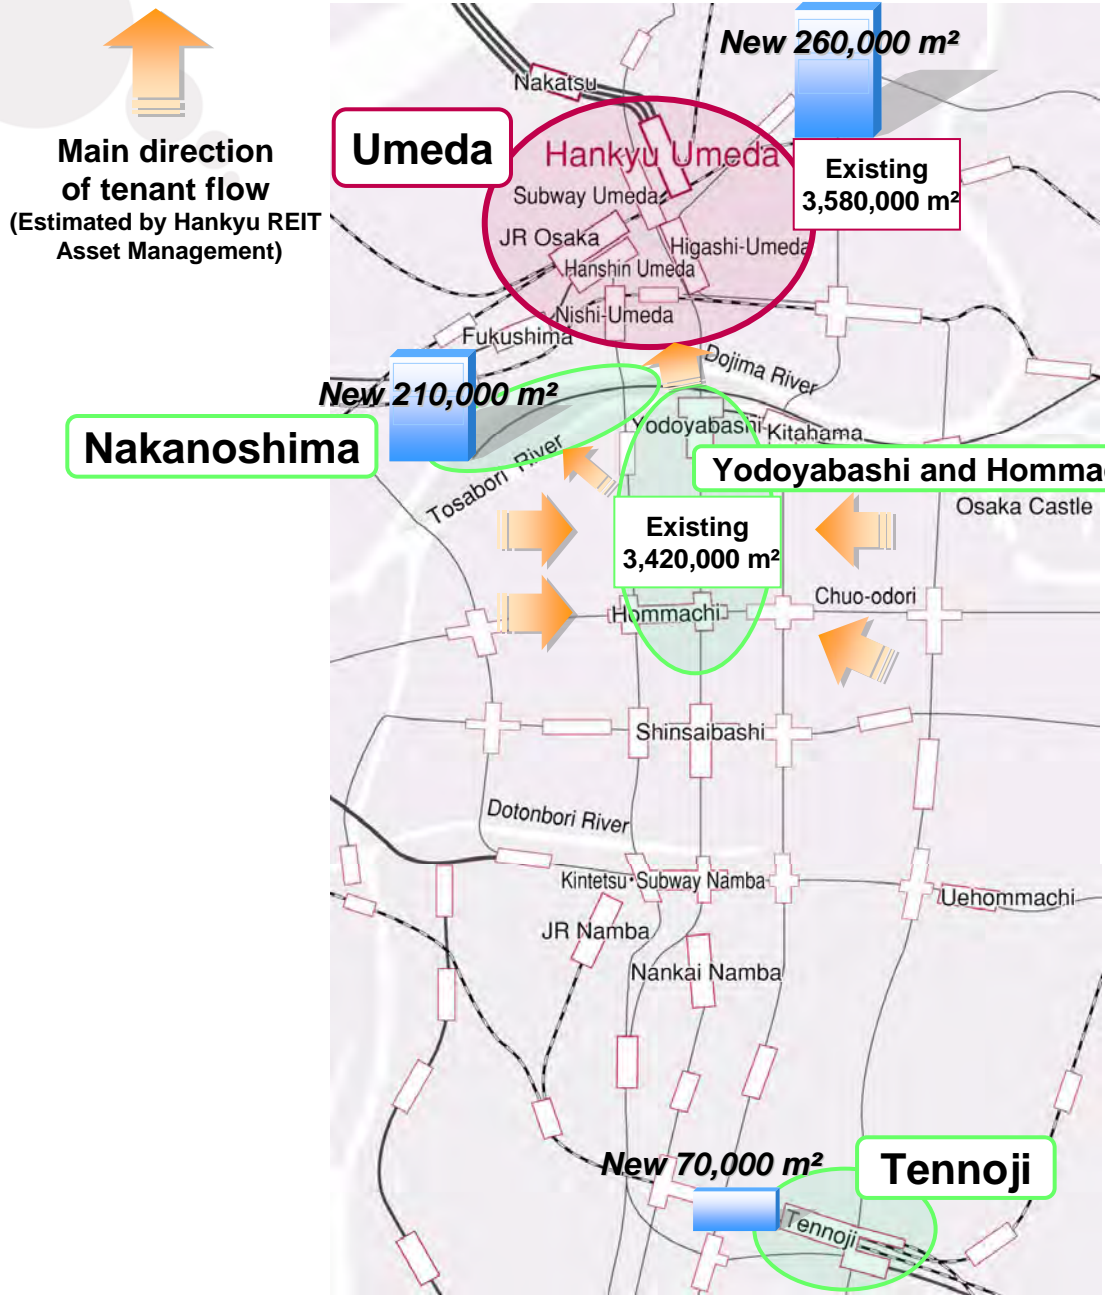 New 260,000 m²
Nakatsu
Main direction
of tenant flow
(Estimated by Hankyu REIT
Asset Management)
Umeda
Hankyu Umeda
Existing
3,580,000 m²
Subway Umeda
JR Osaka
Higashi-Umeda
Hanshin Umeda
Nishi-Umeda
Fukushima
Dojima River
New 210,000 m²
Nakanoshima
Yodoyabashi
Kitahama
Tosabori River
Yodoyabashi and Homma
Osaka Castle
Existing
3,420,000 m²
Chuo-odori
Hommachi
Shinsaibashi
Dotonbori River
Kintetsu・Subway Namba
Uehommachi
JR Namba
Nankai Namba
New 70,000 m²
Tennoji
Tennoji